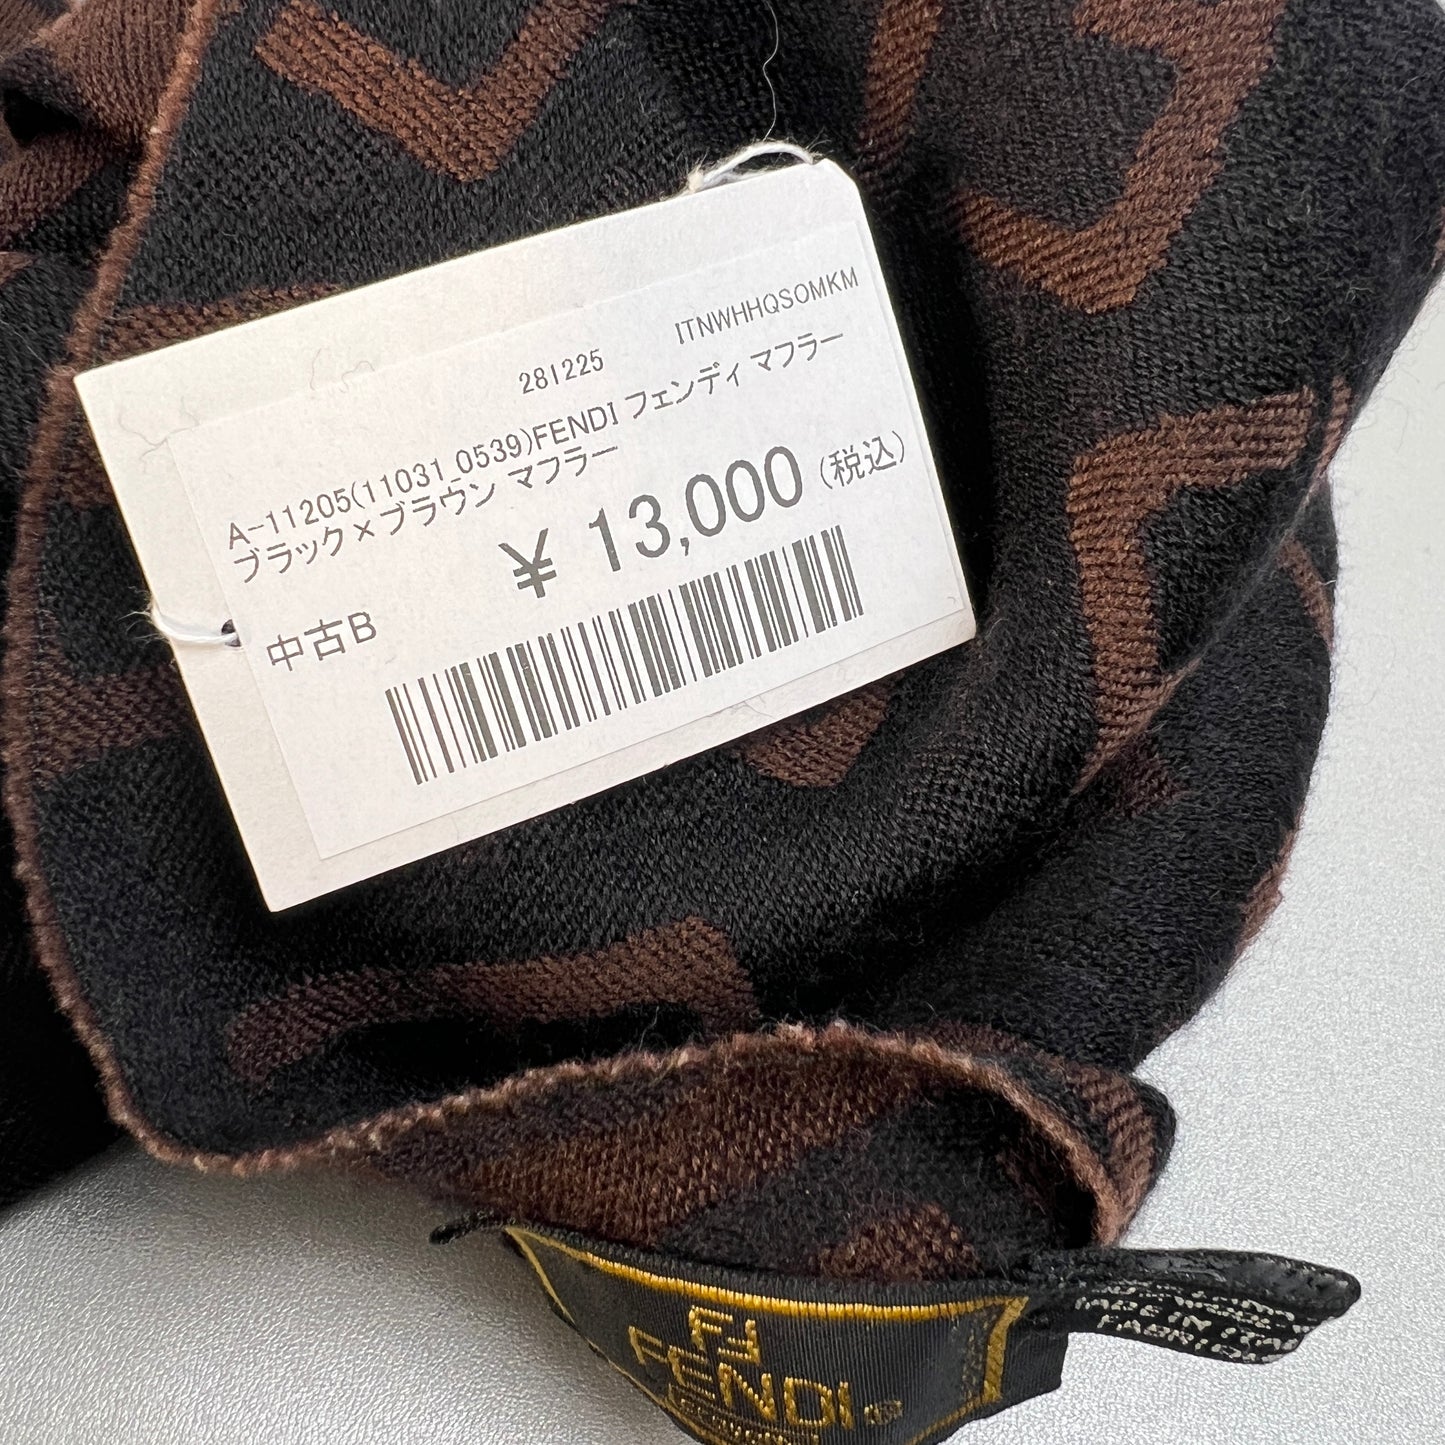 281225 ITNWHHQSOMKM
A-11205(11031_0539)FENDI フェンディ マフラー
ブラック×ブラウン マフラー
¥ 13,000 (税込)
中古B
FENDI
MADE IN ITALY